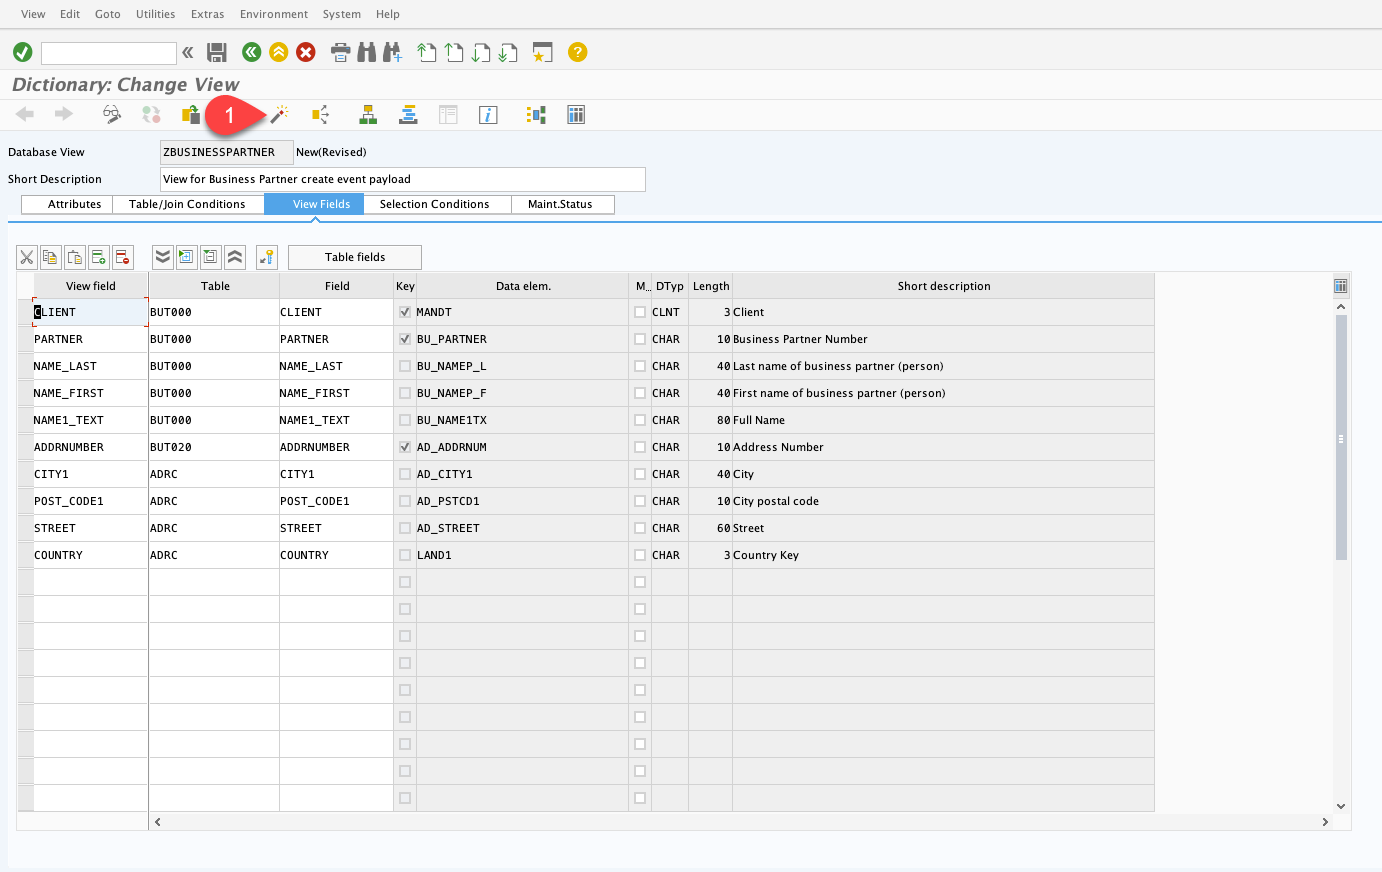 View Edit Goto Utilities Extras Environment System Help
Dictionary: Change View
1
Database View ZBUSINESSPARTNER New(Revised)
Short Description View for Business Partner create event payload
Attributes Table/Join Conditions View Fields Selection Conditions Maint.Status
Table fields
View field Table Field Key Data elem. M... DTyp Length Short description
CLIENT BUT000 CLIENT MANDT CLNT 3 Client
PARTNER BUT000 PARTNER BU_PARTNER CHAR 10 Business Partner Number
NAME_LAST BUT000 NAME_LAST BU_NAMEP_L CHAR 40 Last name of business partner (person)
NAME_FIRST BUT000 NAME_FIRST BU_NAMEP_F CHAR 40 First name of business partner (person)
NAME1_TEXT BUT000 NAME1_TEXT BU_NAME1TX CHAR 80 Full Name
ADDRNUMBER BUT020 ADDRNUMBER AD_ADDRNUM CHAR 10 Address Number
CITY1 ADRC CITY1 AD_CITY1 CHAR 40 City
POST_CODE1 ADRC POST_CODE1 AD_PSTCD1 CHAR 10 City postal code
STREET ADRC STREET AD_STREET CHAR 60 Street
COUNTRY ADRC COUNTRY LAND1 CHAR 3 Country Key